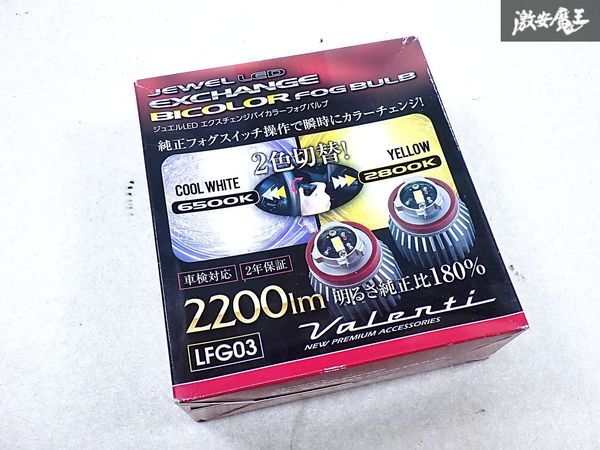 激安魔王
JEWEL LED
EXCHANGE
BICOLOR FOG BULB
ジュエルLED エクスチェンジバイカラーフォグバルブ
純正フォグスイッチ操作で瞬時にカラーチェンジ!
2色切替!
COOL WHITE
6500K
YELLOW
2800K
車検対応 2年保証
2200lm 明るさ純正比180%
Valenti
NEW PREMIUM ACCESSORIES
LFG03